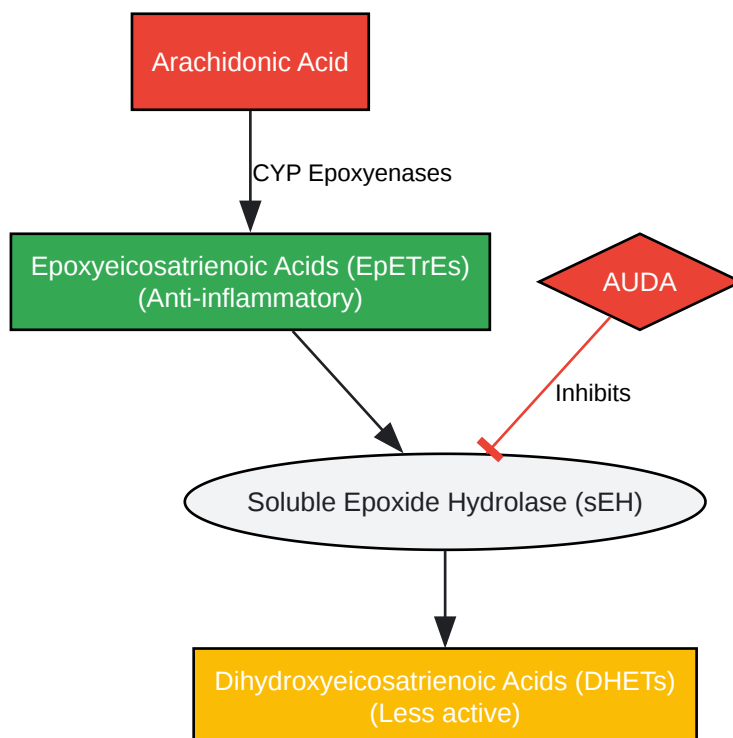 Arachidonic Acid
CYP Epoxyenases
Epoxyeicosatrienoic Acids (EpETrEs)
(Anti-inflammatory)
AUDA
Inhibits
Soluble Epoxide Hydrolase (sEH)
Dihydroxyeicosatrienoic Acids (DHETs)
(Less active)